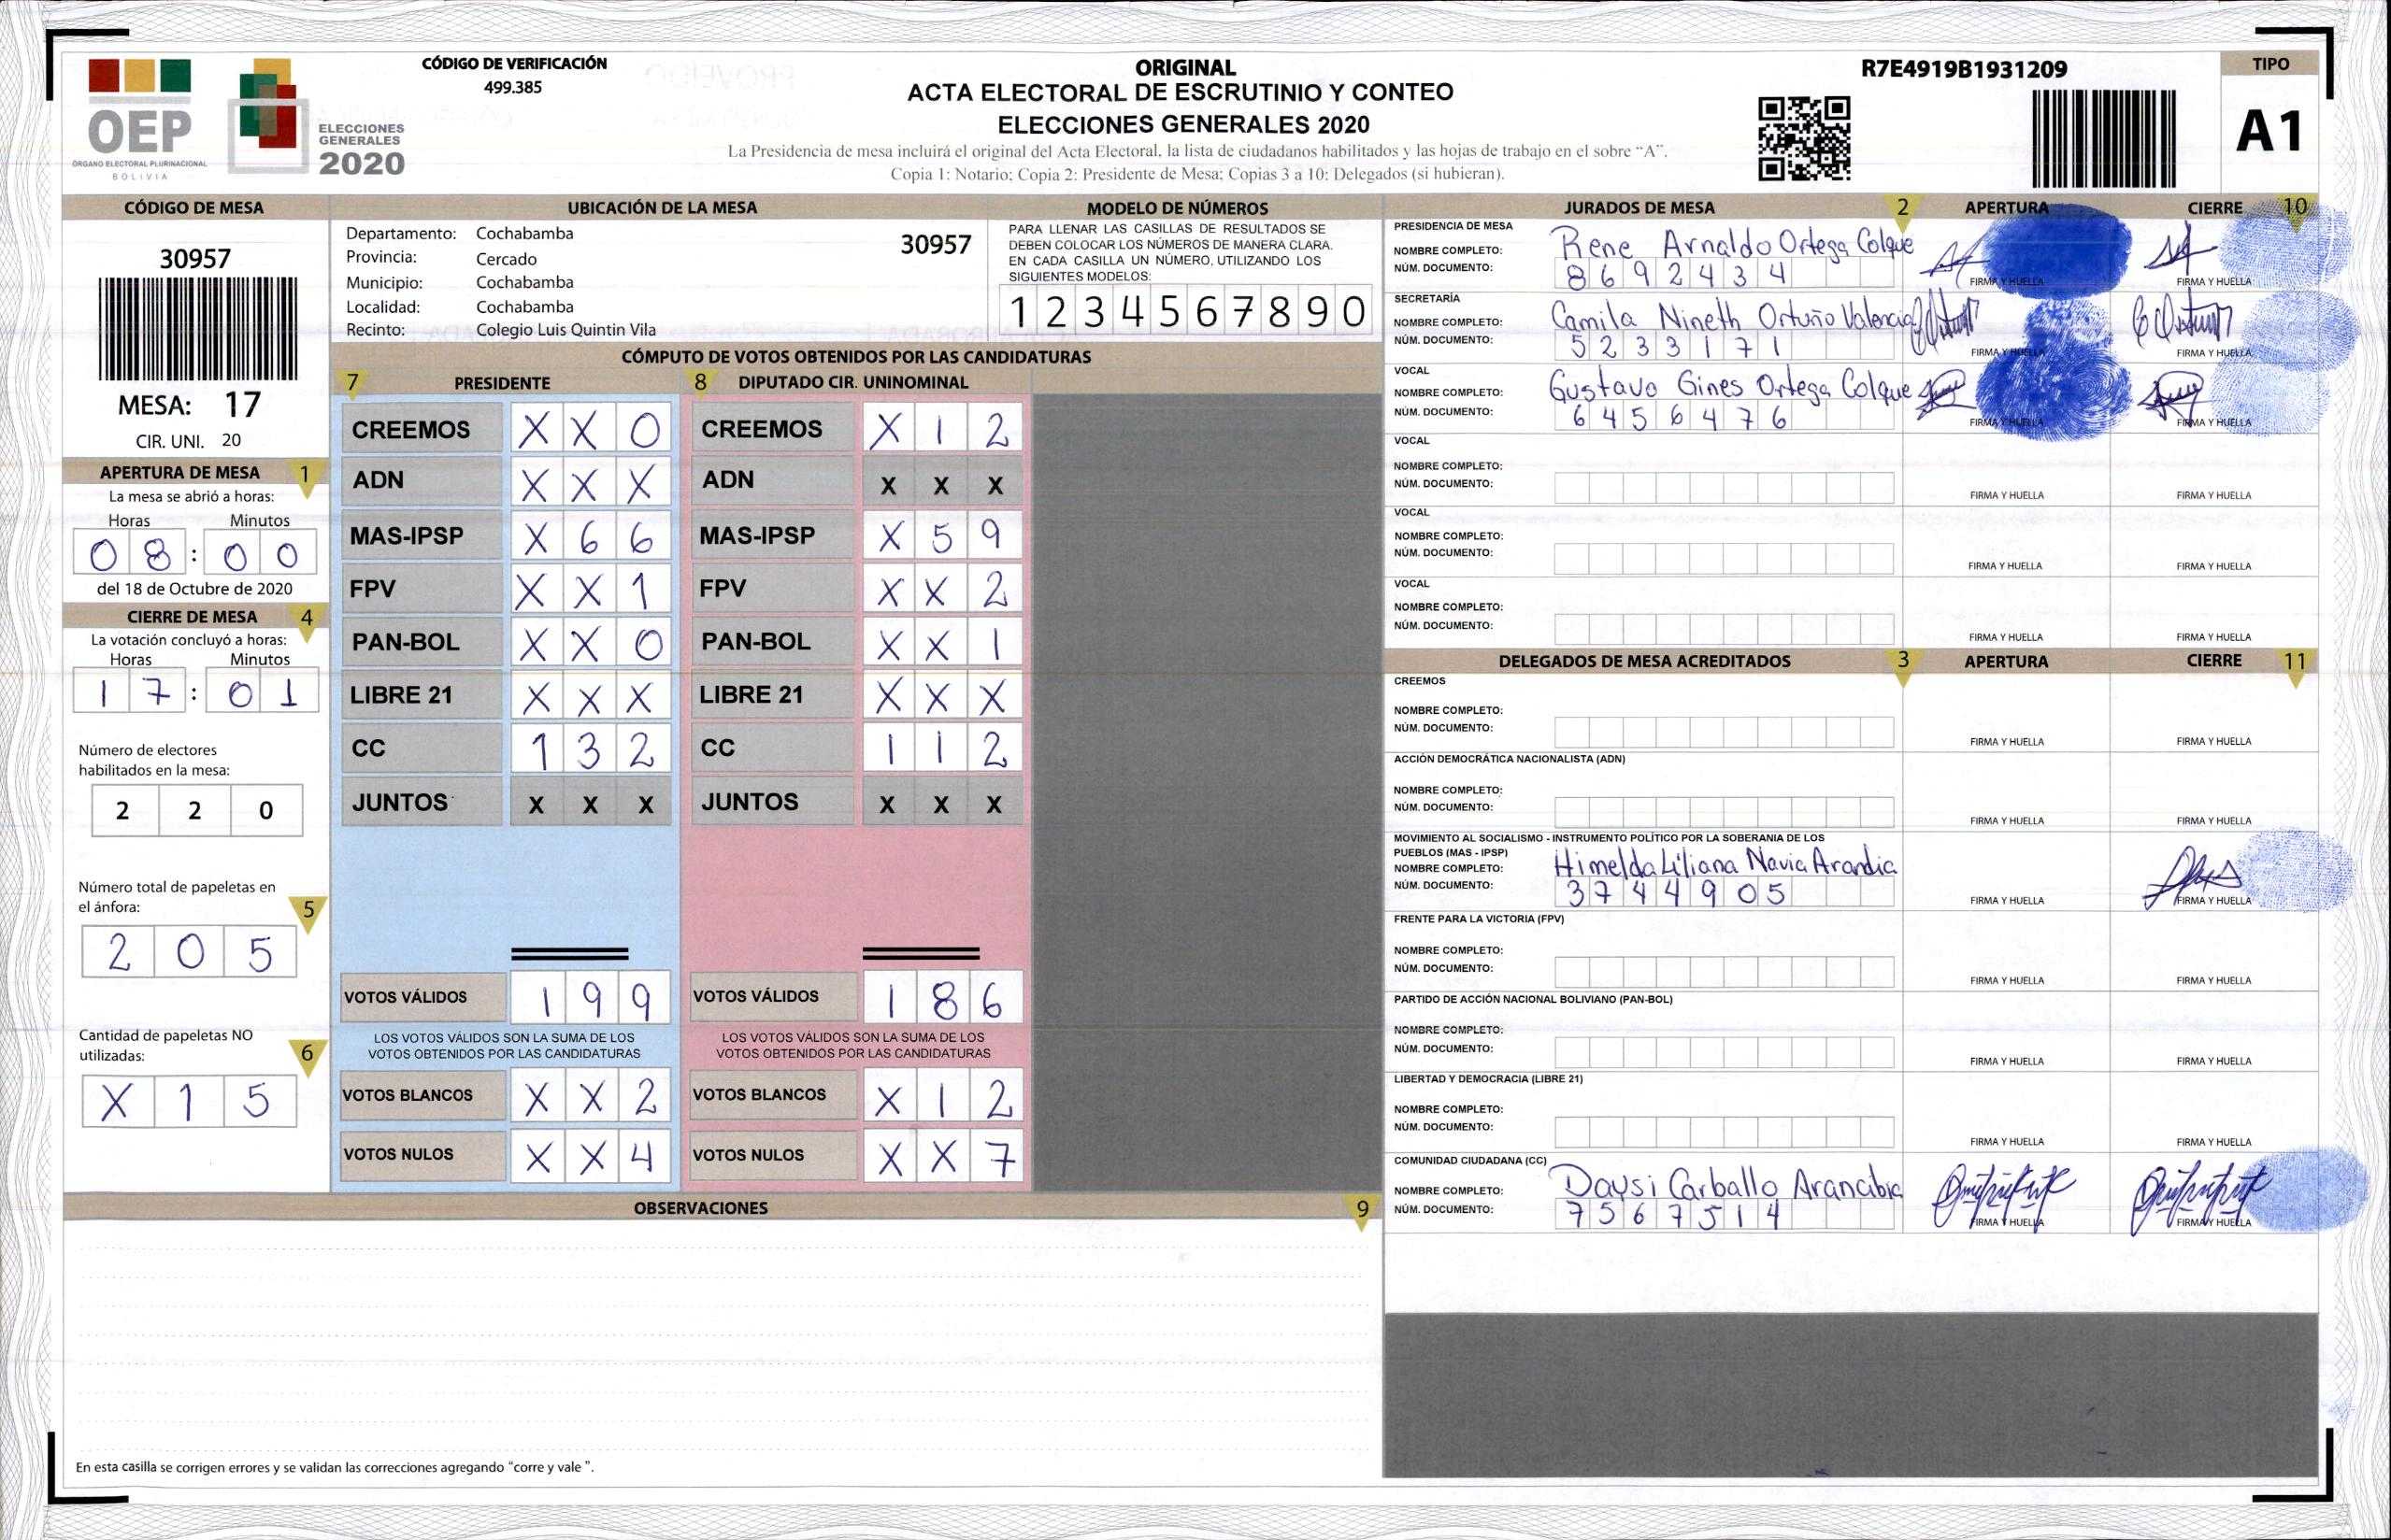 CÓDIGO DE VERIFICACIÓN
499.385
OEP
ÓRGANO ELECTORAL PLURINACIONAL
BOLIVIA
ELECCIONES
GENERALES
2020
ORIGINAL
ACTA ELECTORAL DE ESCRUTINIO Y CONTEO
ELECCIONES GENERALES 2020
La Presidencia de mesa incluirá el original del Acta Electoral, la lista de ciudadanos habilitados y las hojas de trabajo en el sobre “A”.
Copia 1: Notario; Copia 2: Presidente de Mesa; Copias 3 a 10: Delegados (si hubieran).
R7E4919B1931209
TIPO
A1
CÓDIGO DE MESA
30957
MESA: 17
CIR. UNI. 20
APERTURA DE MESA 1
La mesa se abrió a horas:
Horas Minutos
0 8 : 0 0
del 18 de Octubre de 2020
CIERRE DE MESA 4
La votación concluyó a horas:
Horas Minutos
1 7 : 0 1
Número de electores
habilitados en la mesa:
2 2 0
Número total de papeletas en
el ánfora: 5
2 0 5
Cantidad de papeletas NO
utilizadas: 6
X 1 5
UBICACIÓN DE LA MESA
Departamento: Cochabamba 30957
Provincia: Cercado
Municipio: Cochabamba
Localidad: Cochabamba
Recinto: Colegio Luis Quintin Vila
MODELO DE NÚMEROS
PARA LLENAR LAS CASILLAS DE RESULTADOS SE
DEBEN COLOCAR LOS NÚMEROS DE MANERA CLARA.
EN CADA CASILLA UN NÚMERO, UTILIZANDO LOS
SIGUIENTES MODELOS:
1 2 3 4 5 6 7 8 9 0
CÓMPUTO DE VOTOS OBTENIDOS POR LAS CANDIDATURAS
7 PRESIDENTE 8 DIPUTADO CIR. UNINOMINAL
CREEMOS X X 0 CREEMOS X 1 2
ADN X X X ADN X X X
MAS-IPSP X 6 6 MAS-IPSP X 5 9
FPV X X 1 FPV X X 2
PAN-BOL X X 0 PAN-BOL X X 1
LIBRE 21 X X X LIBRE 21 X X X
CC 1 3 2 CC 1 1 2
JUNTOS X X X JUNTOS X X X
VOTOS VÁLIDOS 1 9 9 VOTOS VÁLIDOS 1 8 6
LOS VOTOS VÁLIDOS SON LA SUMA DE LOS LOS VOTOS VÁLIDOS SON LA SUMA DE LOS
VOTOS OBTENIDOS POR LAS CANDIDATURAS VOTOS OBTENIDOS POR LAS CANDIDATURAS
VOTOS BLANCOS X X 2 VOTOS BLANCOS X 1 2
VOTOS NULOS X X 4 VOTOS NULOS X X 7
OBSERVACIONES 9
En esta casilla se corrigen errores y se validan las correcciones agregando “corre y vale ”.
JURADOS DE MESA 2 APERTURA CIERRE 10
PRESIDENCIA DE MESA
NOMBRE COMPLETO: Rene Arnaldo Ortega Colque
NÚM. DOCUMENTO: 8 6 9 2 4 3 4 FIRMA Y HUELLA FIRMA Y HUELLA
SECRETARÍA
NOMBRE COMPLETO: Camila Nineth Ortuño Valencia
NÚM. DOCUMENTO: 5 2 3 3 1 7 1 FIRMA Y HUELLA FIRMA Y HUELLA
VOCAL
NOMBRE COMPLETO: Gustavo Gines Ortega Colque
NÚM. DOCUMENTO: 6 4 5 6 4 7 6 FIRMA Y HUELLA FIRMA Y HUELLA
VOCAL
NOMBRE COMPLETO:
NÚM. DOCUMENTO: FIRMA Y HUELLA FIRMA Y HUELLA
VOCAL
NOMBRE COMPLETO:
NÚM. DOCUMENTO: FIRMA Y HUELLA FIRMA Y HUELLA
VOCAL
NOMBRE COMPLETO:
NÚM. DOCUMENTO: FIRMA Y HUELLA FIRMA Y HUELLA
DELEGADOS DE MESA ACREDITADOS 3 APERTURA CIERRE 11
CREEMOS
NOMBRE COMPLETO:
NÚM. DOCUMENTO: FIRMA Y HUELLA FIRMA Y HUELLA
ACCIÓN DEMOCRÁTICA NACIONALISTA (ADN)
NOMBRE COMPLETO:
NÚM. DOCUMENTO: FIRMA Y HUELLA FIRMA Y HUELLA
MOVIMIENTO AL SOCIALISMO - INSTRUMENTO POLÍTICO POR LA SOBERANIA DE LOS
PUEBLOS (MAS - IPSP)
NOMBRE COMPLETO: Himelda Liliana Navia Arandia
NÚM. DOCUMENTO: 3 7 4 4 9 0 5 FIRMA Y HUELLA FIRMA Y HUELLA
FRENTE PARA LA VICTORIA (FPV)
NOMBRE COMPLETO:
NÚM. DOCUMENTO: FIRMA Y HUELLA FIRMA Y HUELLA
PARTIDO DE ACCIÓN NACIONAL BOLIVIANO (PAN-BOL)
NOMBRE COMPLETO:
NÚM. DOCUMENTO: FIRMA Y HUELLA FIRMA Y HUELLA
LIBERTAD Y DEMOCRACIA (LIBRE 21)
NOMBRE COMPLETO:
NÚM. DOCUMENTO: FIRMA Y HUELLA FIRMA Y HUELLA
COMUNIDAD CIUDADANA (CC)
NOMBRE COMPLETO: Daysi Carballo Arancibia
NÚM. DOCUMENTO: 7 5 6 7 5 1 4 FIRMA Y HUELLA FIRMA Y HUELLA